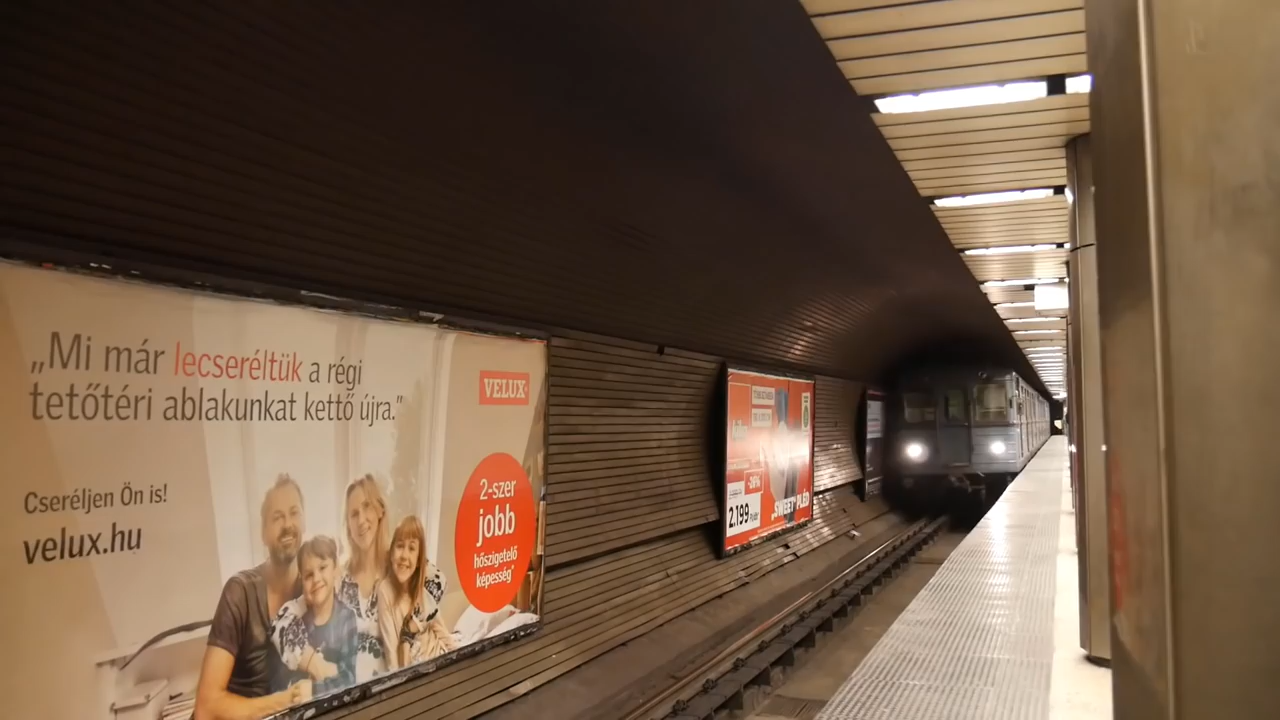 „Mi már lecseréltük a régi
tetőtéri ablakunkat kettő újra.”
VELUX
Cseréljen Ön is!
velux.hu
2-szer
jobb
hőszigetelő
képesség*
2.199
„SWEET” PLÉD